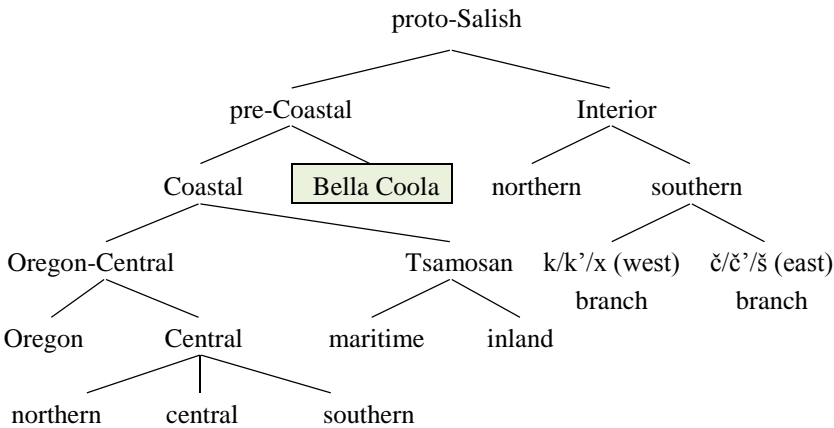 proto-Salish
pre-Coastal Interior
Coastal Bella Coola northern southern
Oregon-Central Tsamosan k/k’/x (west) č/č’/š (east)
branch branch
Oregon Central maritime inland
northern central southern